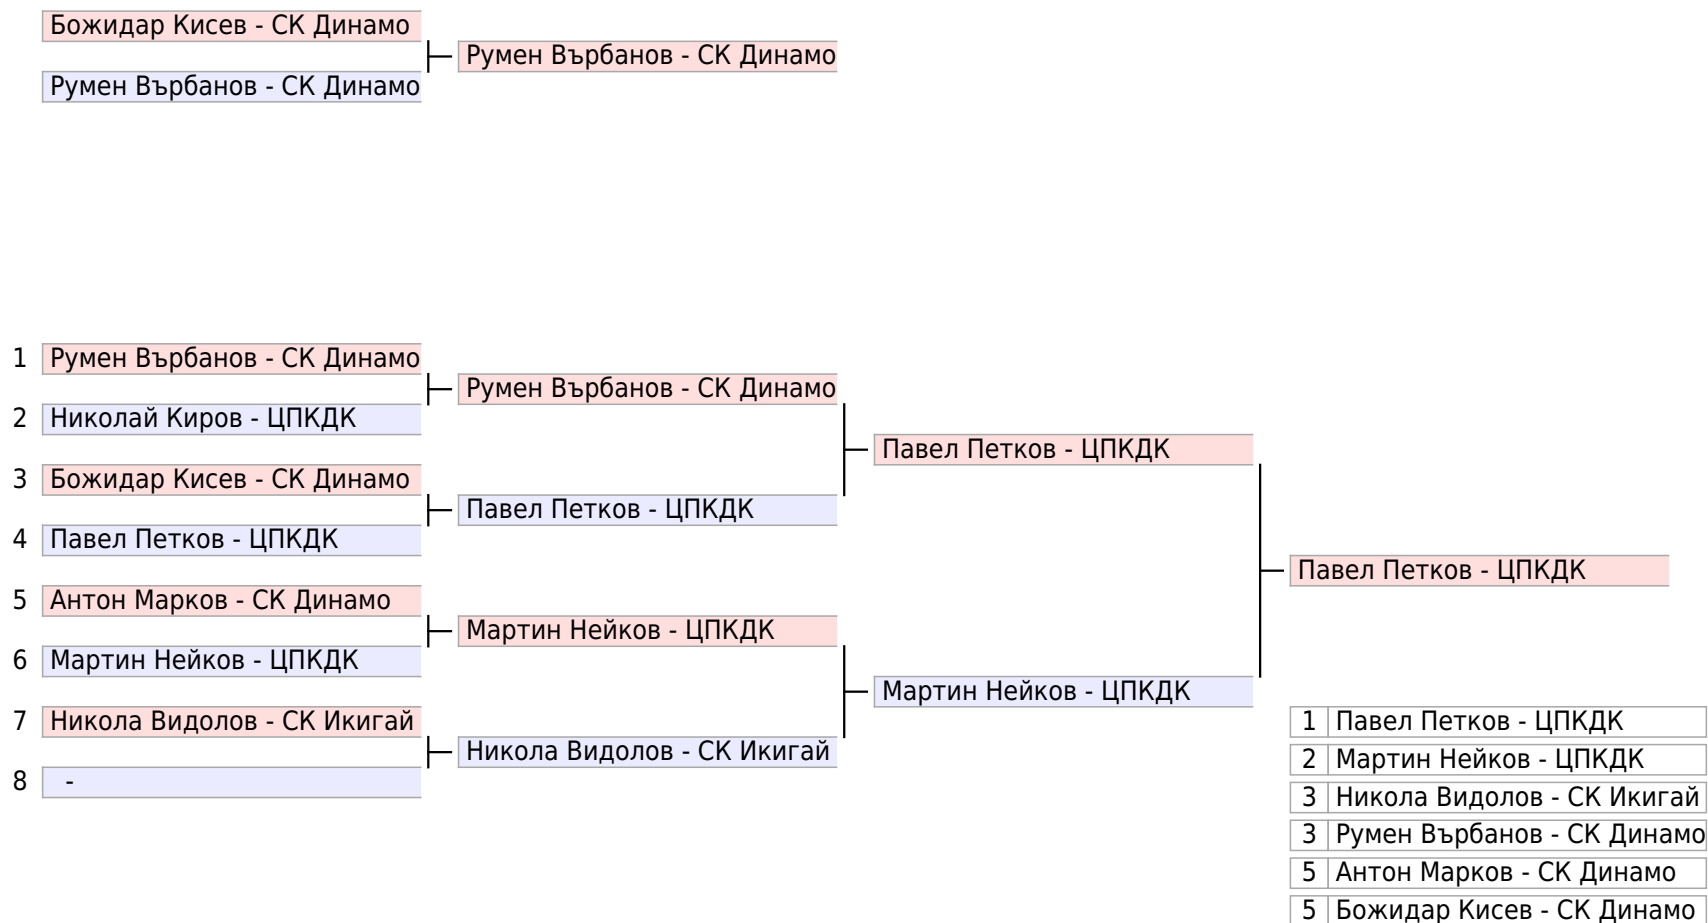 Божидар Кисев - СК Динамо
Румен Върбанов - СК Динамо
Румен Върбанов - СК Динамо
1 Румен Върбанов - СК Динамо
Румен Върбанов - СК Динамо
2 Николай Киров - ЦПКДК
Павел Петков - ЦПКДК
3 Божидар Кисев - СК Динамо
Павел Петков - ЦПКДК
4 Павел Петков - ЦПКДК
Павел Петков - ЦПКДК
5 Антон Марков - СК Динамо
Мартин Нейков - ЦПКДК
6 Мартин Нейков - ЦПКДК
Мартин Нейков - ЦПКДК
7 Никола Видолов - СК Икигай
Никола Видолов - СК Икигай
8 -
1 Павел Петков - ЦПКДК
2 Мартин Нейков - ЦПКДК
3 Никола Видолов - СК Икигай
3 Румен Върбанов - СК Динамо
5 Антон Марков - СК Динамо
5 Божидар Кисев - СК Динамо